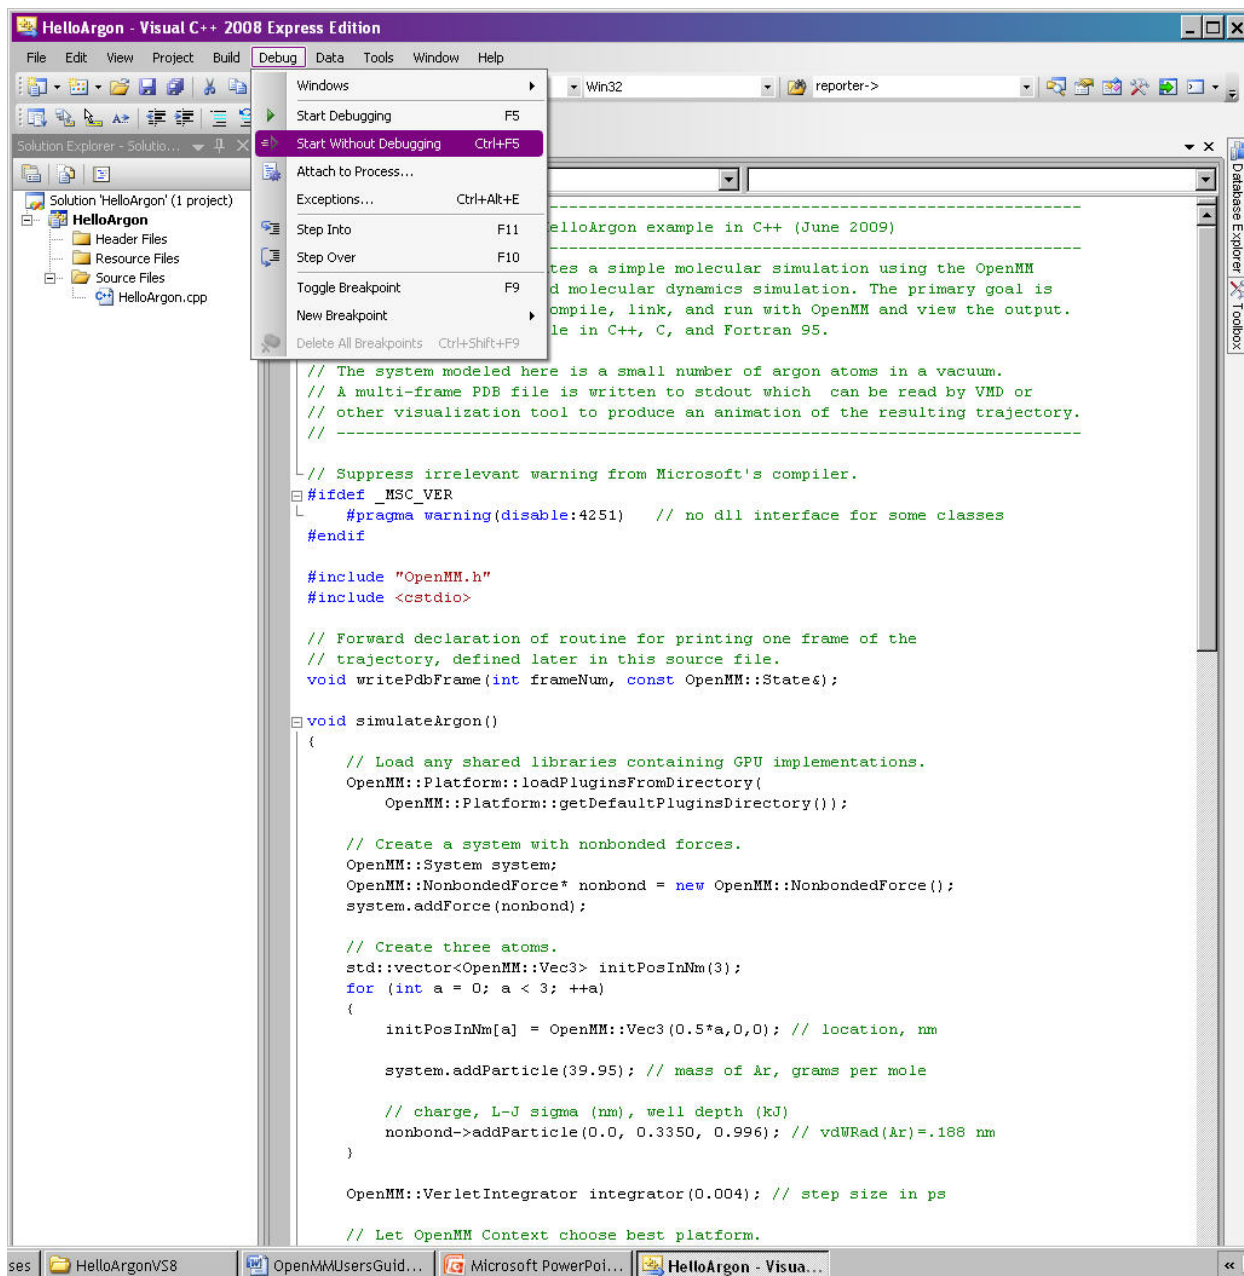 HelloArgon - Visual C++ 2008 Express Edition
File Edit View Project Build Debug Data Tools Window Help
Windows
Win32
reporter->
Start Debugging F5
Solution Explorer - Solutio...
Start Without Debugging Ctrl+F5
Attach to Process...
Exceptions... Ctrl+Alt+E
Step Into F11
Step Over F10
Toggle Breakpoint F9
New Breakpoint
Delete All Breakpoints Ctrl+Shift+F9
Solution 'HelloArgon' (1 project)
HelloArgon
Header Files
Resource Files
Source Files
HelloArgon.cpp
Database Explorer
Toolbox
-----------------------------------------------------------------------------
elloArgon example in C++ (June 2009)
-----------------------------------------------------------------------------
tes a simple molecular simulation using the OpenMM
d molecular dynamics simulation. The primary goal is
ompile, link, and run with OpenMM and view the output.
le in C++, C, and Fortran 95.
// The system modeled here is a small number of argon atoms in a vacuum.
// A multi-frame PDB file is written to stdout which  can be read by VMD or
// other visualization tool to produce an animation of the resulting trajectory.
// -----------------------------------------------------------------------------
// Suppress irrelevant warning from Microsoft's compiler.
#ifdef _MSC_VER
    #pragma warning(disable:4251)   // no dll interface for some classes
#endif
#include "OpenMM.h"
#include <cstdio>
// Forward declaration of routine for printing one frame of the
// trajectory, defined later in this source file.
void writePdbFrame(int frameNum, const OpenMM::State&);
void simulateArgon()
{
    // Load any shared libraries containing GPU implementations.
    OpenMM::Platform::loadPluginsFromDirectory(
        OpenMM::Platform::getDefaultPluginsDirectory());
    // Create a system with nonbonded forces.
    OpenMM::System system;
    OpenMM::NonbondedForce* nonbond = new OpenMM::NonbondedForce();
    system.addForce(nonbond);
    // Create three atoms.
    std::vector<OpenMM::Vec3> initPosInNm(3);
    for (int a = 0; a < 3; ++a)
    {
        initPosInNm[a] = OpenMM::Vec3(0.5*a,0,0); // location, nm
        system.addParticle(39.95); // mass of Ar, grams per mole
        // charge, L-J sigma (nm), well depth (kJ)
        nonbond->addParticle(0.0, 0.3350, 0.996); // vdWRad(Ar)=.188 nm
    }
    OpenMM::VerletIntegrator integrator(0.004); // step size in ps
    // Let OpenMM Context choose best platform.
ses HelloArgonVS8 OpenMMUsersGuid... Microsoft PowerPoi... HelloArgon - Visua... «